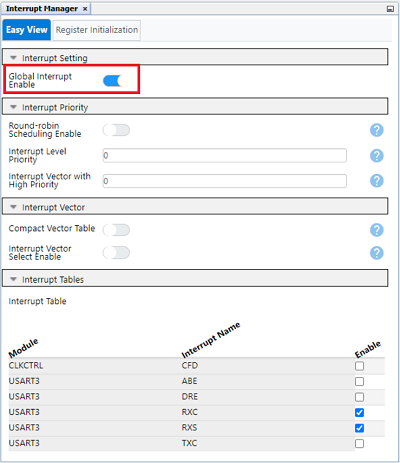 Interrupt Manager ×
Easy View
Register Initialization
Interrupt Setting
Global Interrupt
Enable
Interrupt Priority
Round-robin
Scheduling Enable
?
Interrupt Level
Priority
0
?
Interrupt Vector with
High Priority
0
?
Interrupt Vector
Compact Vector Table
?
Interrupt Vector
Select Enable
?
Interrupt Tables
Interrupt Table
Module Interrupt Name Enable
CLKCTRL CFD
USART3 ABE
USART3 DRE
USART3 RXC
USART3 RXS
USART3 TXC